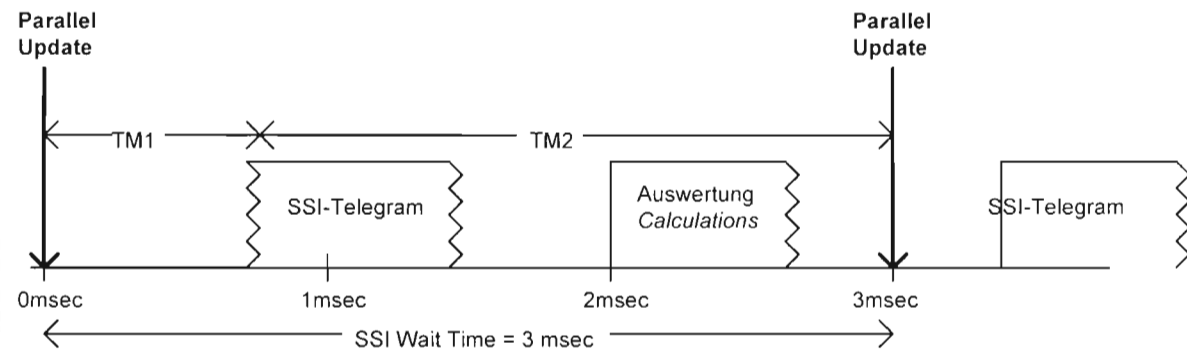 Parallel
Update
Parallel
Update
TM1
TM2
SSI-Telegram
Auswertung
Calculations
SSI-Telegram
0msec
1msec
2msec
3msec
SSI Wait Time = 3 msec